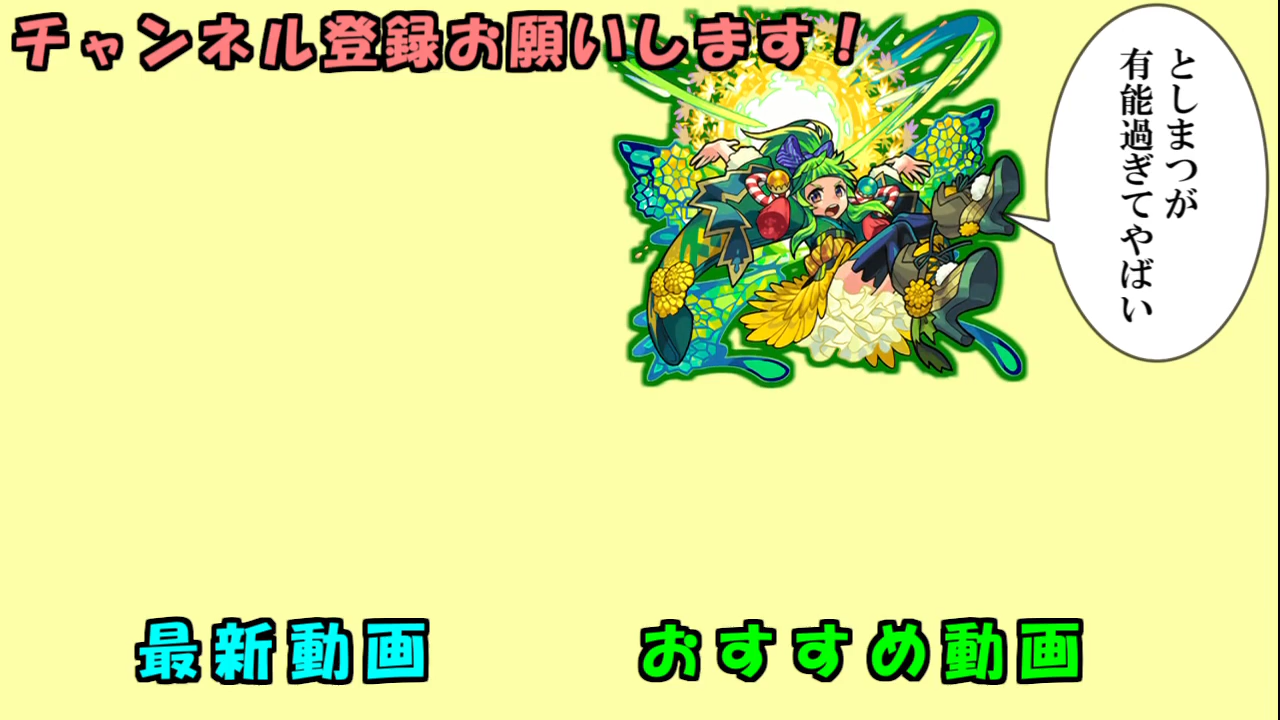 チャンネル登録お願いします！
としまつが
有能過ぎてやばい
最新動画
おすすめ動画